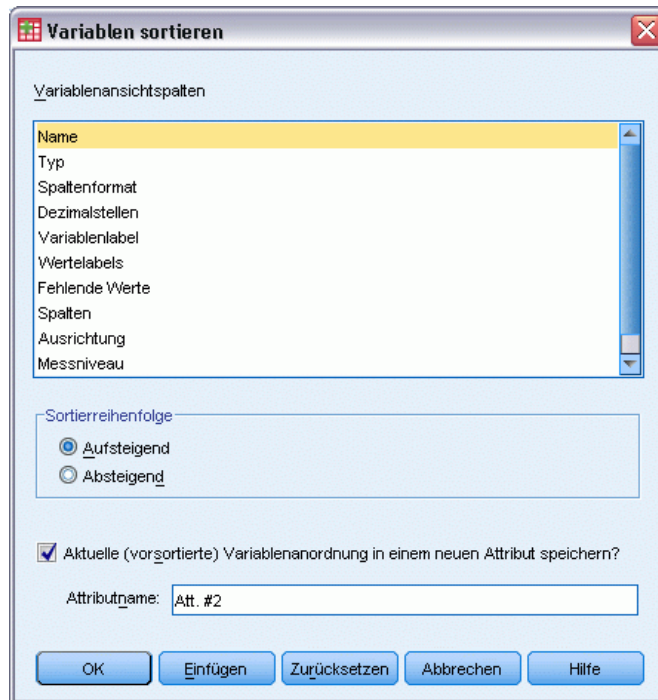 Variablen sortieren
Variablenansichtspalten
Name
Typ
Spaltenformat
Dezimalstellen
Variablenlabel
Wertelabels
Fehlende Werte
Spalten
Ausrichtung
Messniveau
Sortierreihenfolge
Aufsteigend
Absteigend
Aktuelle (vorsortierte) Variablenanordnung in einem neuen Attribut speichern?
Attributname: Att. #2
OK Einfügen Zurücksetzen Abbrechen Hilfe